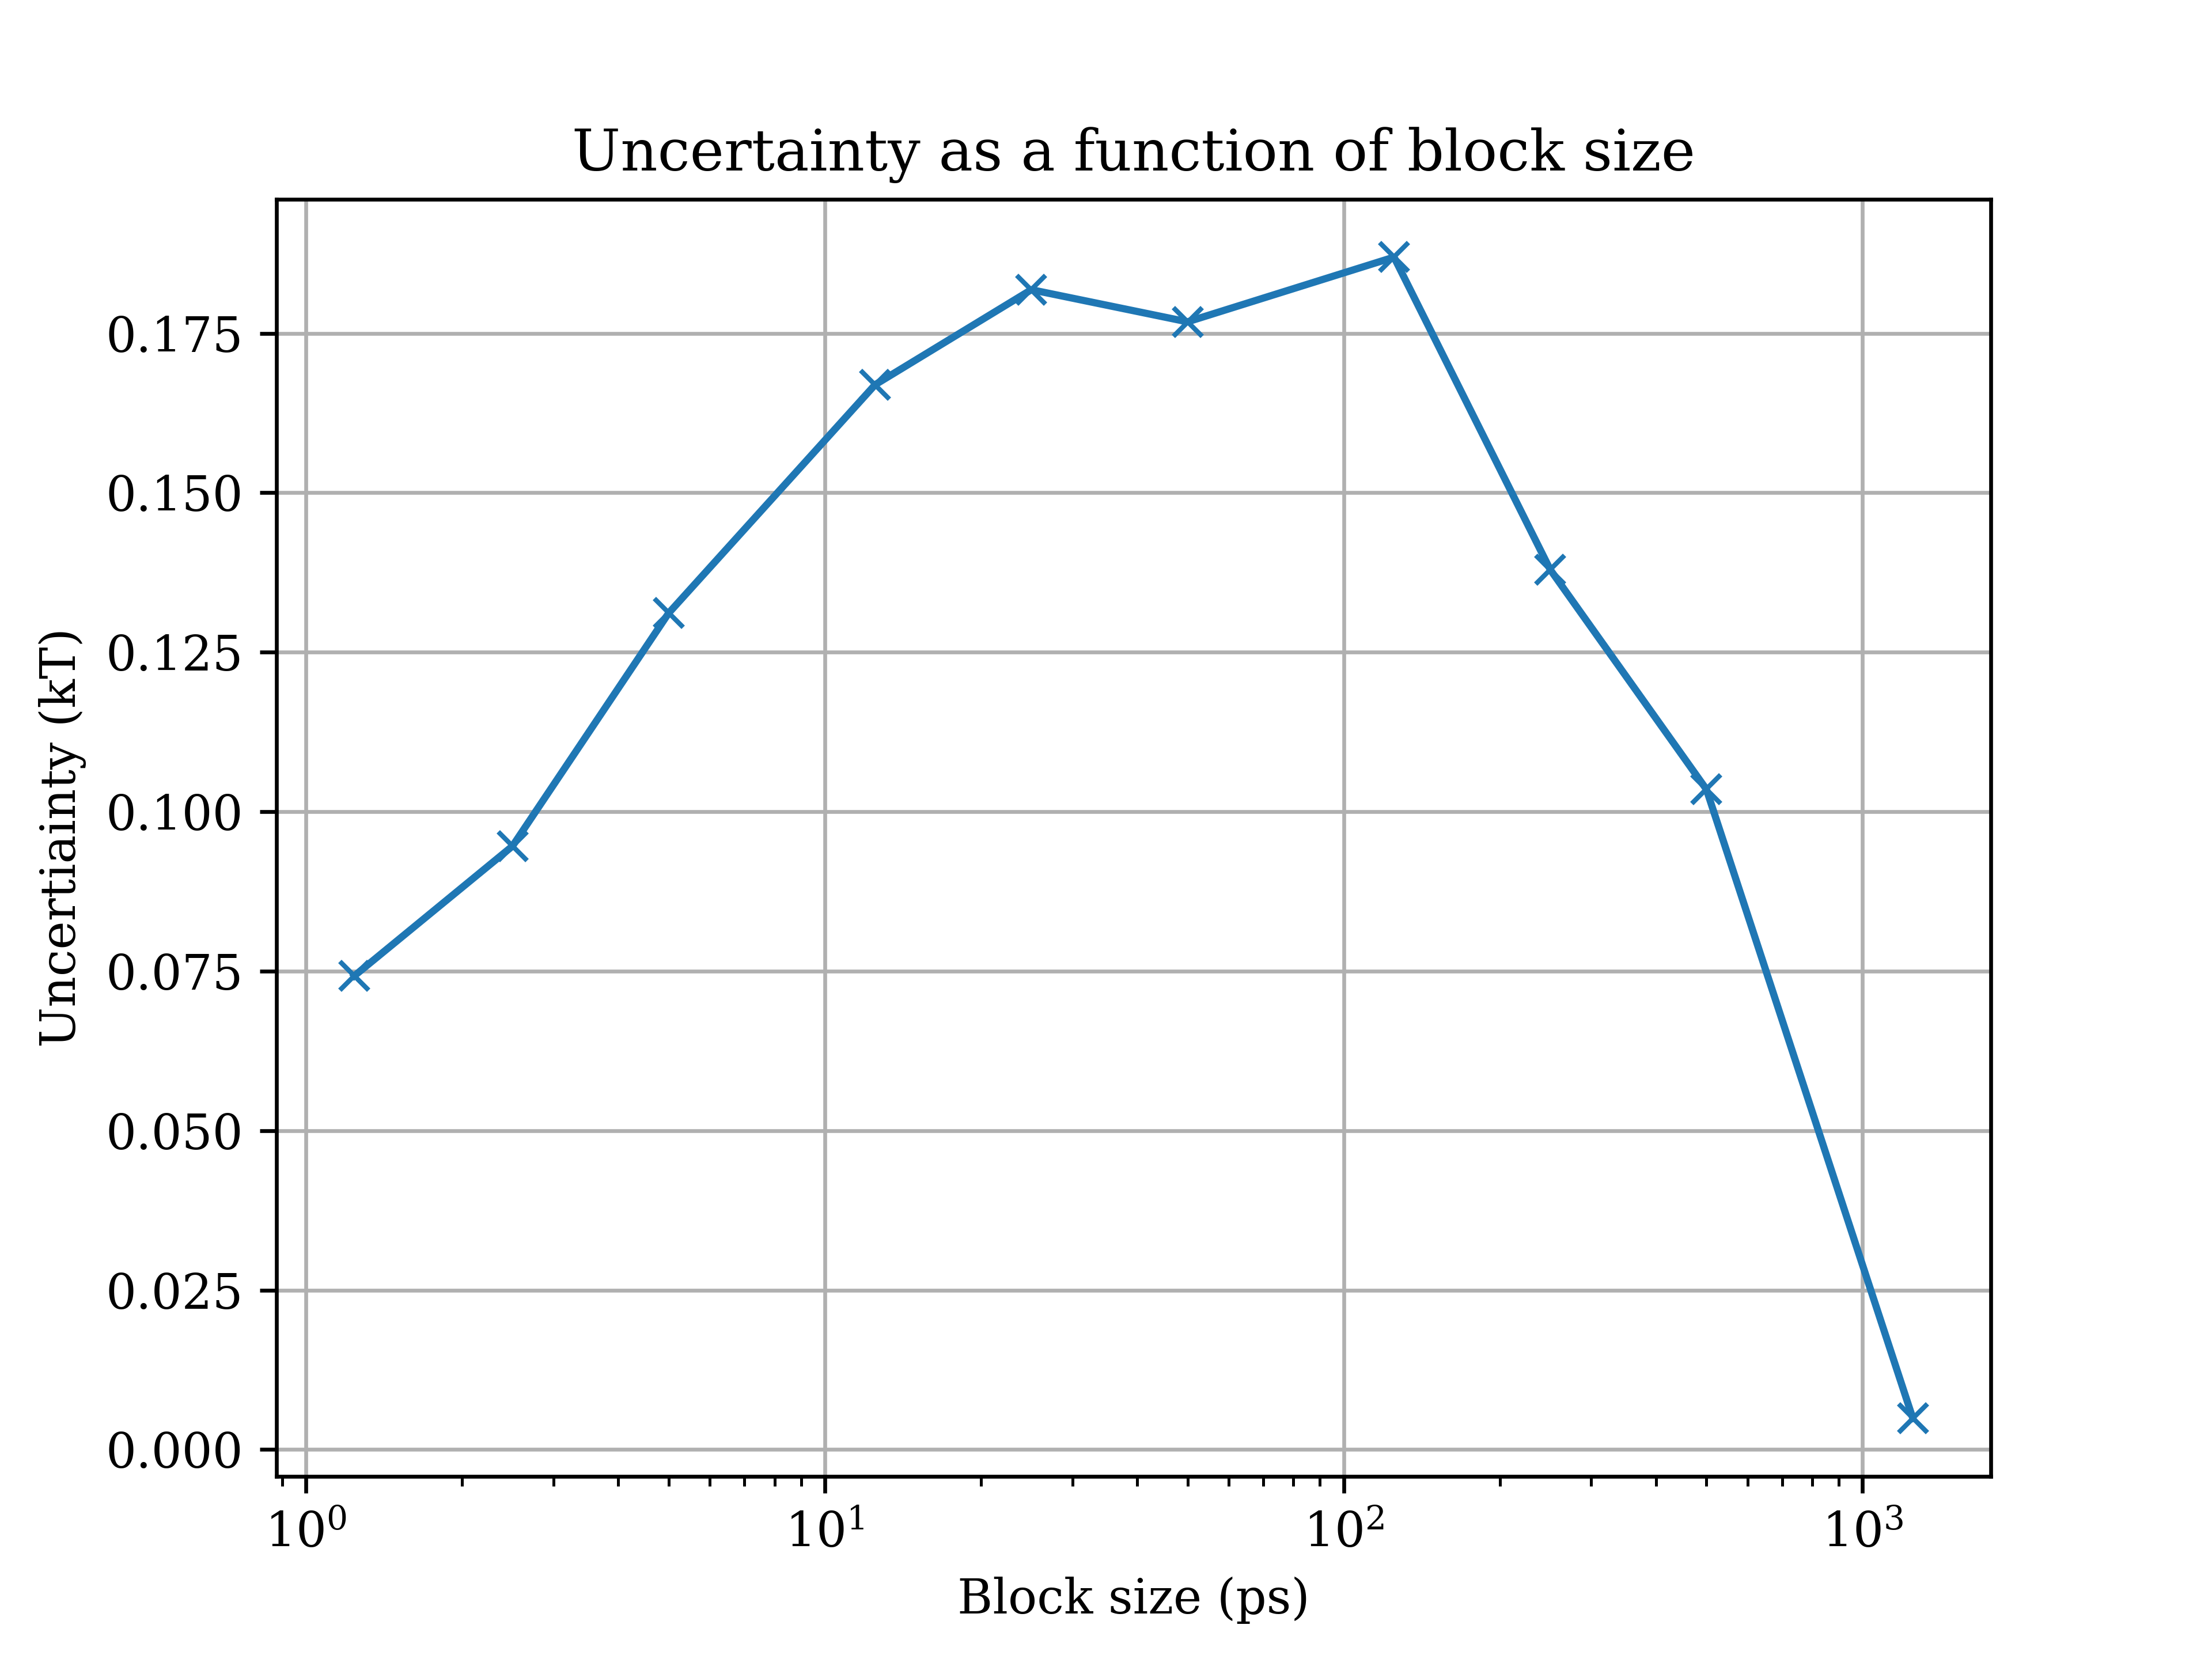 Uncertainty as a function of block size
Uncertiainty (kT)
0.175
0.150
0.125
0.100
0.075
0.050
0.025
0.000
10⁰ 10¹ 10² 10³
Block size (ps)